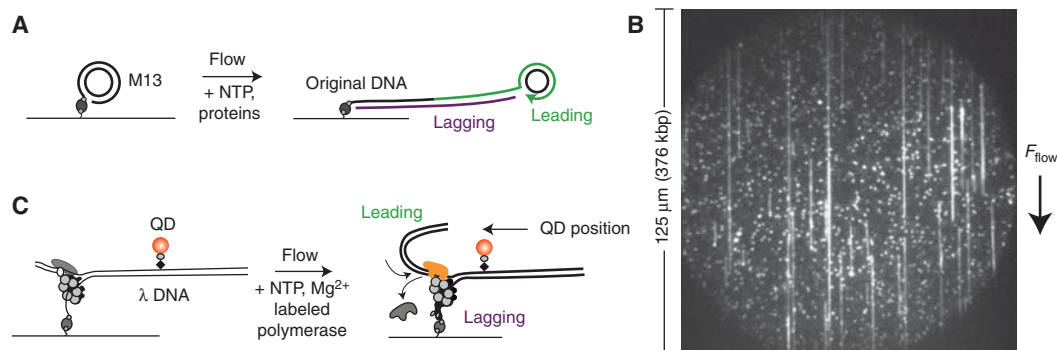 A
M13
Flow
+ NTP,
proteins
Original DNA
Lagging
Leading
B
125 μm (376 kbp)
Fflow
C
QD
λ DNA
Flow
+ NTP, Mg2+
labeled
polymerase
Leading
QD position
Lagging